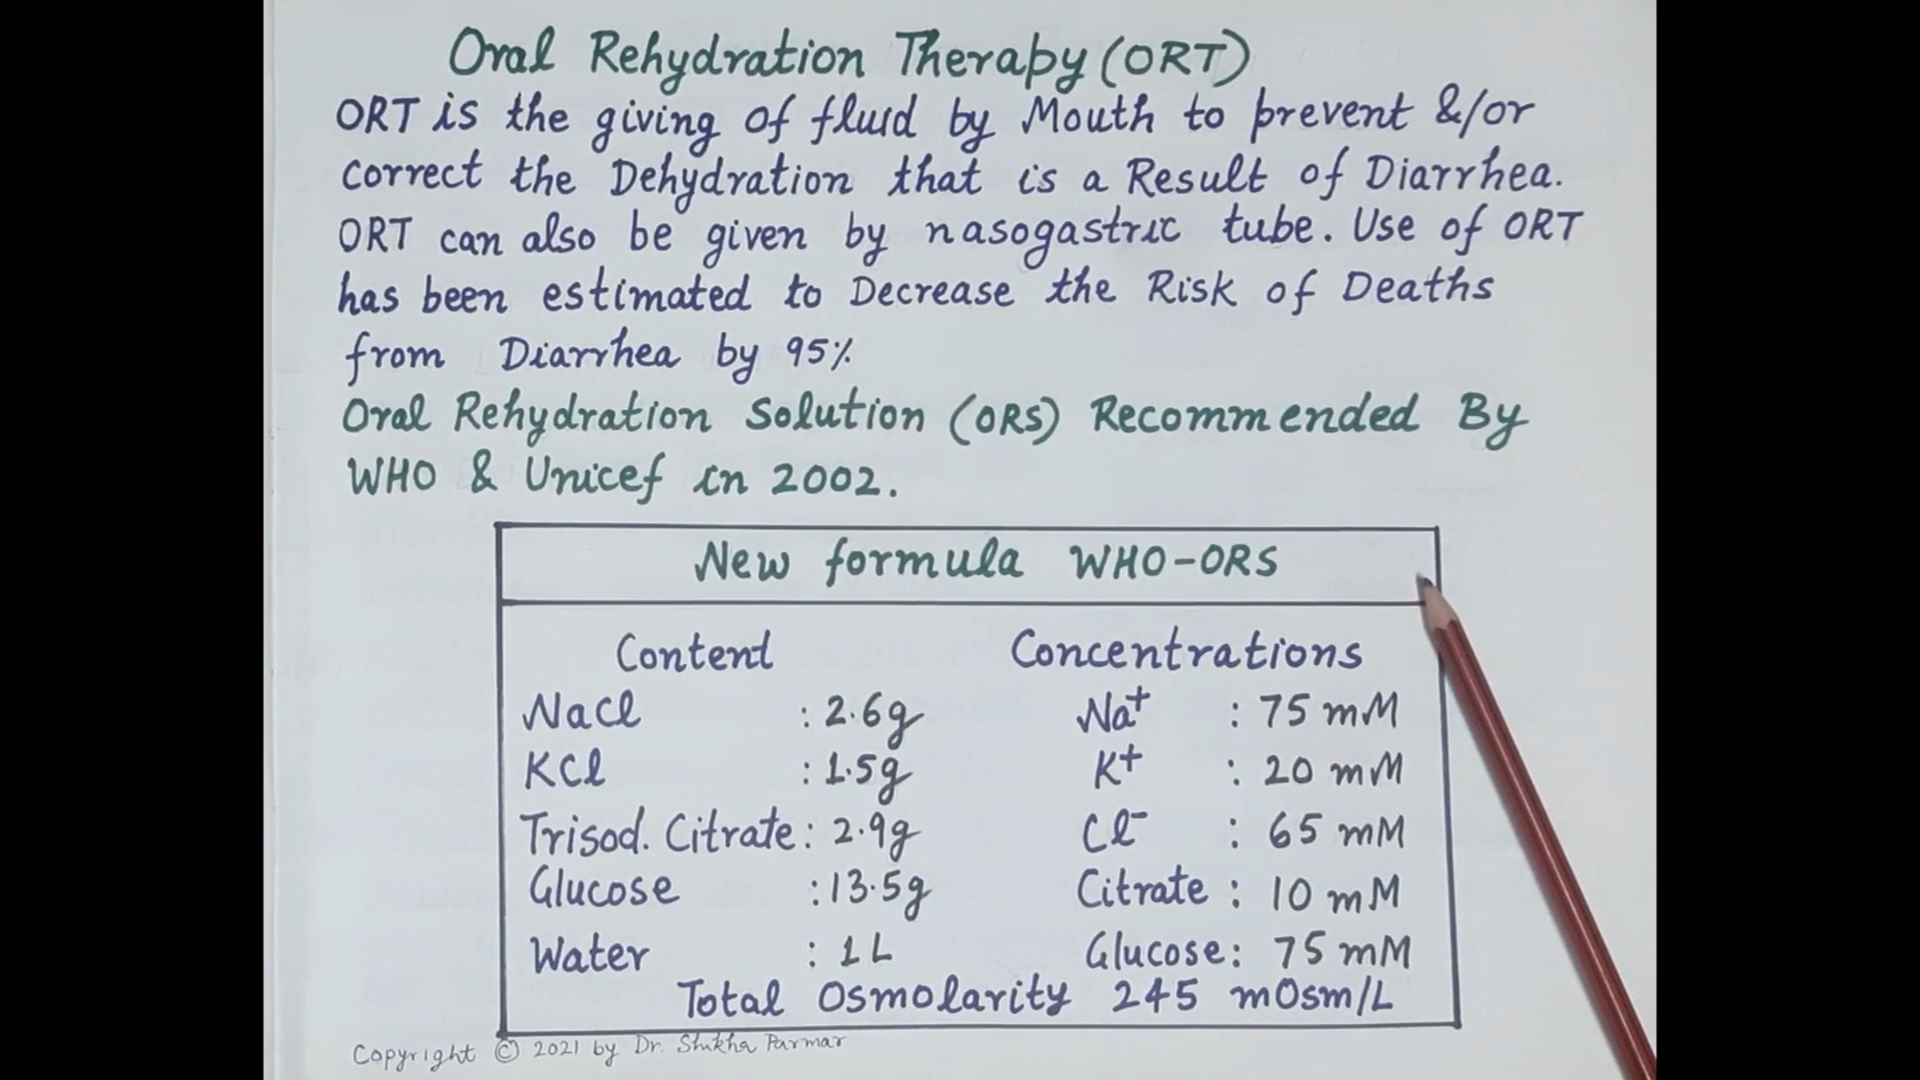 Oral Rehydration Therapy (ORT)
ORT is the giving of fluid by Mouth to prevent &/or
correct the Dehydration that is a Result of Diarrhea.
ORT can also be given by nasogastric tube. Use of ORT
has been estimated to Decrease the Risk of Deaths
from Diarrhea by 95%
Oral Rehydration Solution (ORS) Recommended By
WHO & Unicef in 2002.
New formula WHO-ORS
Content Concentrations
NaCl : 2.6g Na+ : 75 mM
KCl : 1.5g K+ : 20 mM
Trisod. Citrate : 2.9g Cl- : 65 mM
Glucose : 13.5g Citrate : 10 mM
Water : 1 L Glucose : 75 mM
Total Osmolarity 245 mOsm/L
Copyright © 2021 by Dr. Shikha Parmar